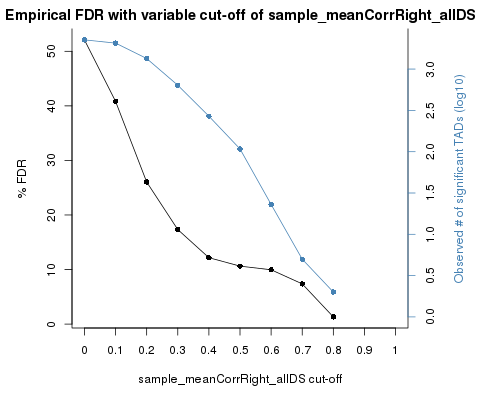 Empirical FDR with variable cut-off of sample_meanCorrRight_allDS
% FDR
50
40
30
20
10
0
3.0
2.5
2.0
1.5
1.0
0.5
0.0
Observed # of significant TADs (log10)
0 0.1 0.2 0.3 0.4 0.5 0.6 0.7 0.8 0.9 1
sample_meanCorrRight_allDS cut-off